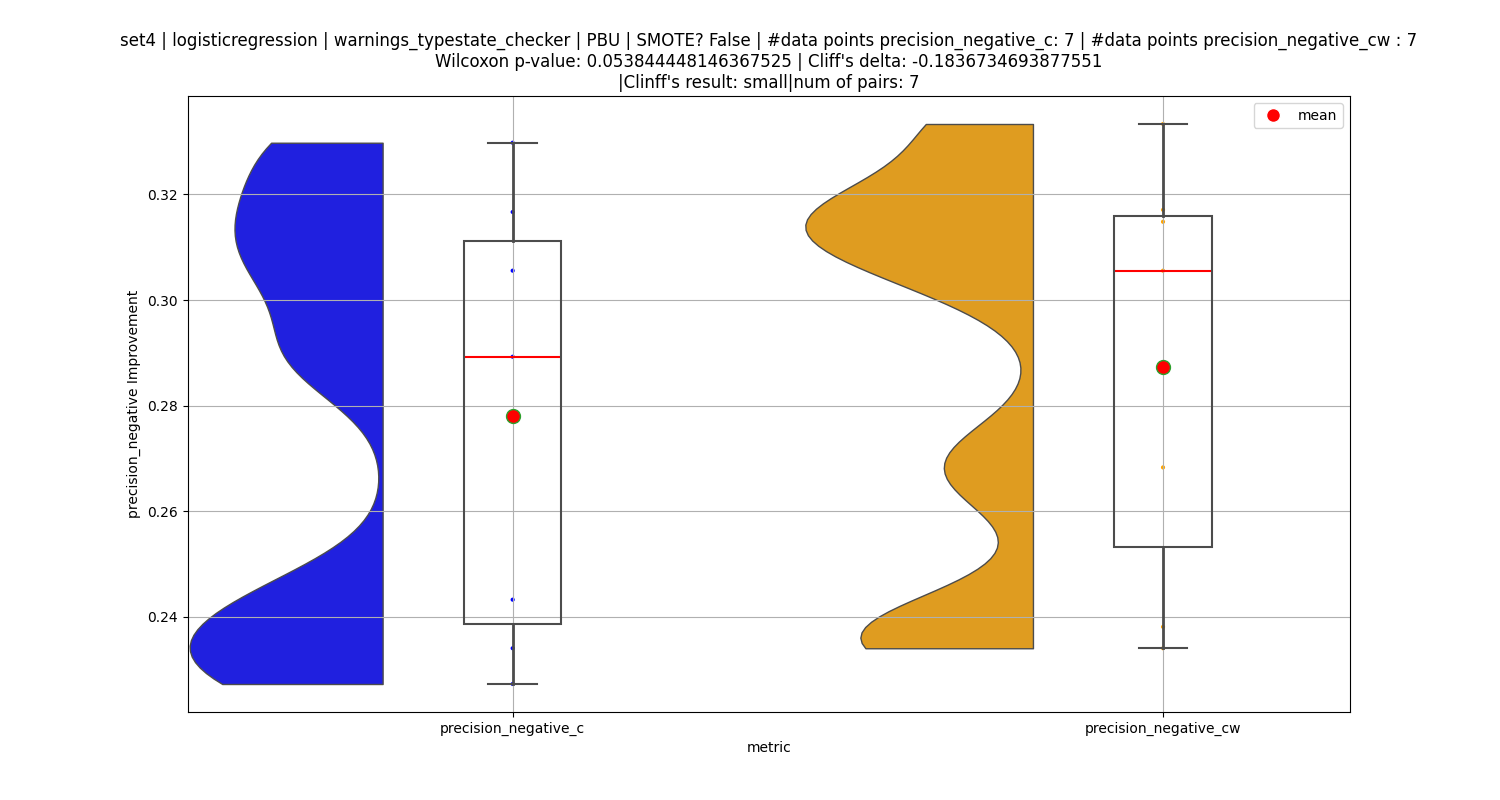 set4 | logisticregression | warnings_typestate_checker | PBU | SMOTE? False | #data points precision_negative_c: 7 | #data points precision_negative_cw : 7
Wilcoxon p-value: 0.053844448146367525 | Cliff's delta: -0.1836734693877551
|Clinff's result: small|num of pairs: 7
mean
0.32
0.30
0.28
0.26
0.24
precision_negative Improvement
precision_negative_c
precision_negative_cw
metric